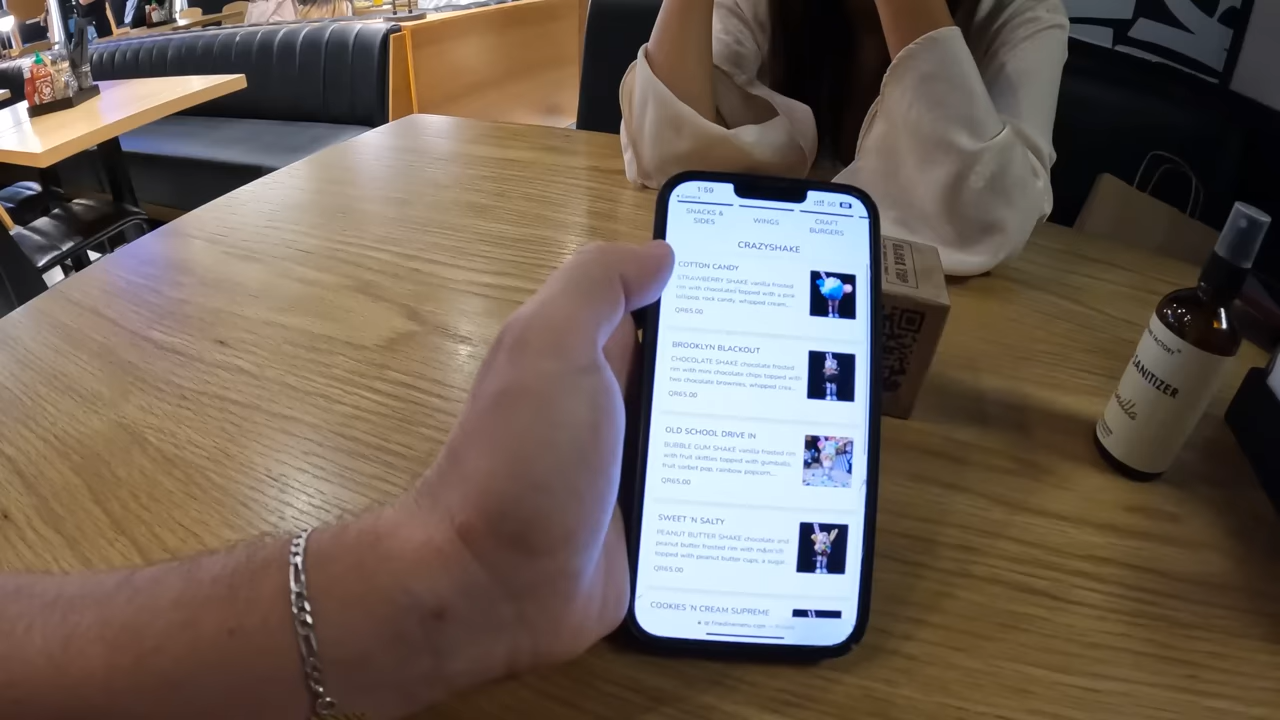 1:59
5G
SNACKS &
SIDES
WINGS
CRAFT
BURGERS
CRAZYSHAKE
COTTON CANDY
STRAWBERRY SHAKE vanilla frosted
rim with chocolates topped with a pink
lollipop, rock candy, whipped cream,...
QR65.00
BROOKLYN BLACKOUT
CHOCOLATE SHAKE chocolate frosted
rim with mini chocolate chips topped with
two chocolate brownies, whipped crea...
QR65.00
OLD SCHOOL DRIVE IN
BUBBLE GUM SHAKE vanilla frosted rim
with fruit skittles topped with gumballs,
fruit sorbet pop, rainbow popcorn,...
QR65.00
SWEET 'N SALTY
PEANUT BUTTER SHAKE chocolate and
peanut butter frosted rim with
topped with peanut butter cups, a sugar...
QR65.00
COOKIES 'N CREAM SUPREME
FACTORY
SANITIZER